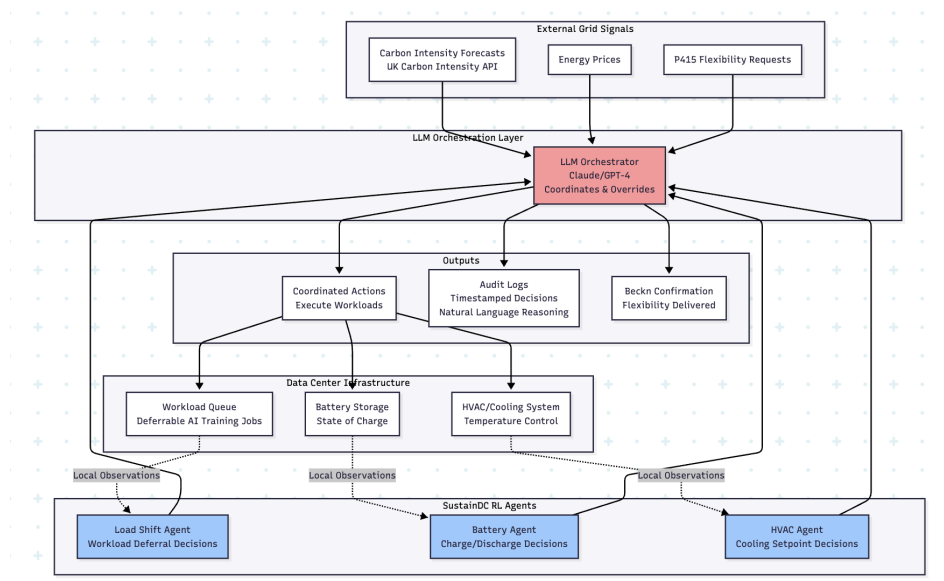 External Grid Signals
Carbon Intensity Forecasts
UK Carbon Intensity API
Energy Prices
P415 Flexibility Requests
LLM Orchestration Layer
LLM Orchestrator
Claude/GPT-4
Coordinates & Overrides
Outputs
Coordinated Actions
Execute Workloads
Audit Logs
Timestamped Decisions
Natural Language Reasoning
Beckn Confirmation
Flexibility Delivered
Data Center Infrastructure
Workload Queue
Deferrable AI Training Jobs
Battery Storage
State of Charge
HVAC/Cooling System
Temperature Control
Local Observations
Local Observations
Local Observations
SustainDC RL Agents
Load Shift Agent
Workload Deferral Decisions
Battery Agent
Charge/Discharge Decisions
HVAC Agent
Cooling Setpoint Decisions